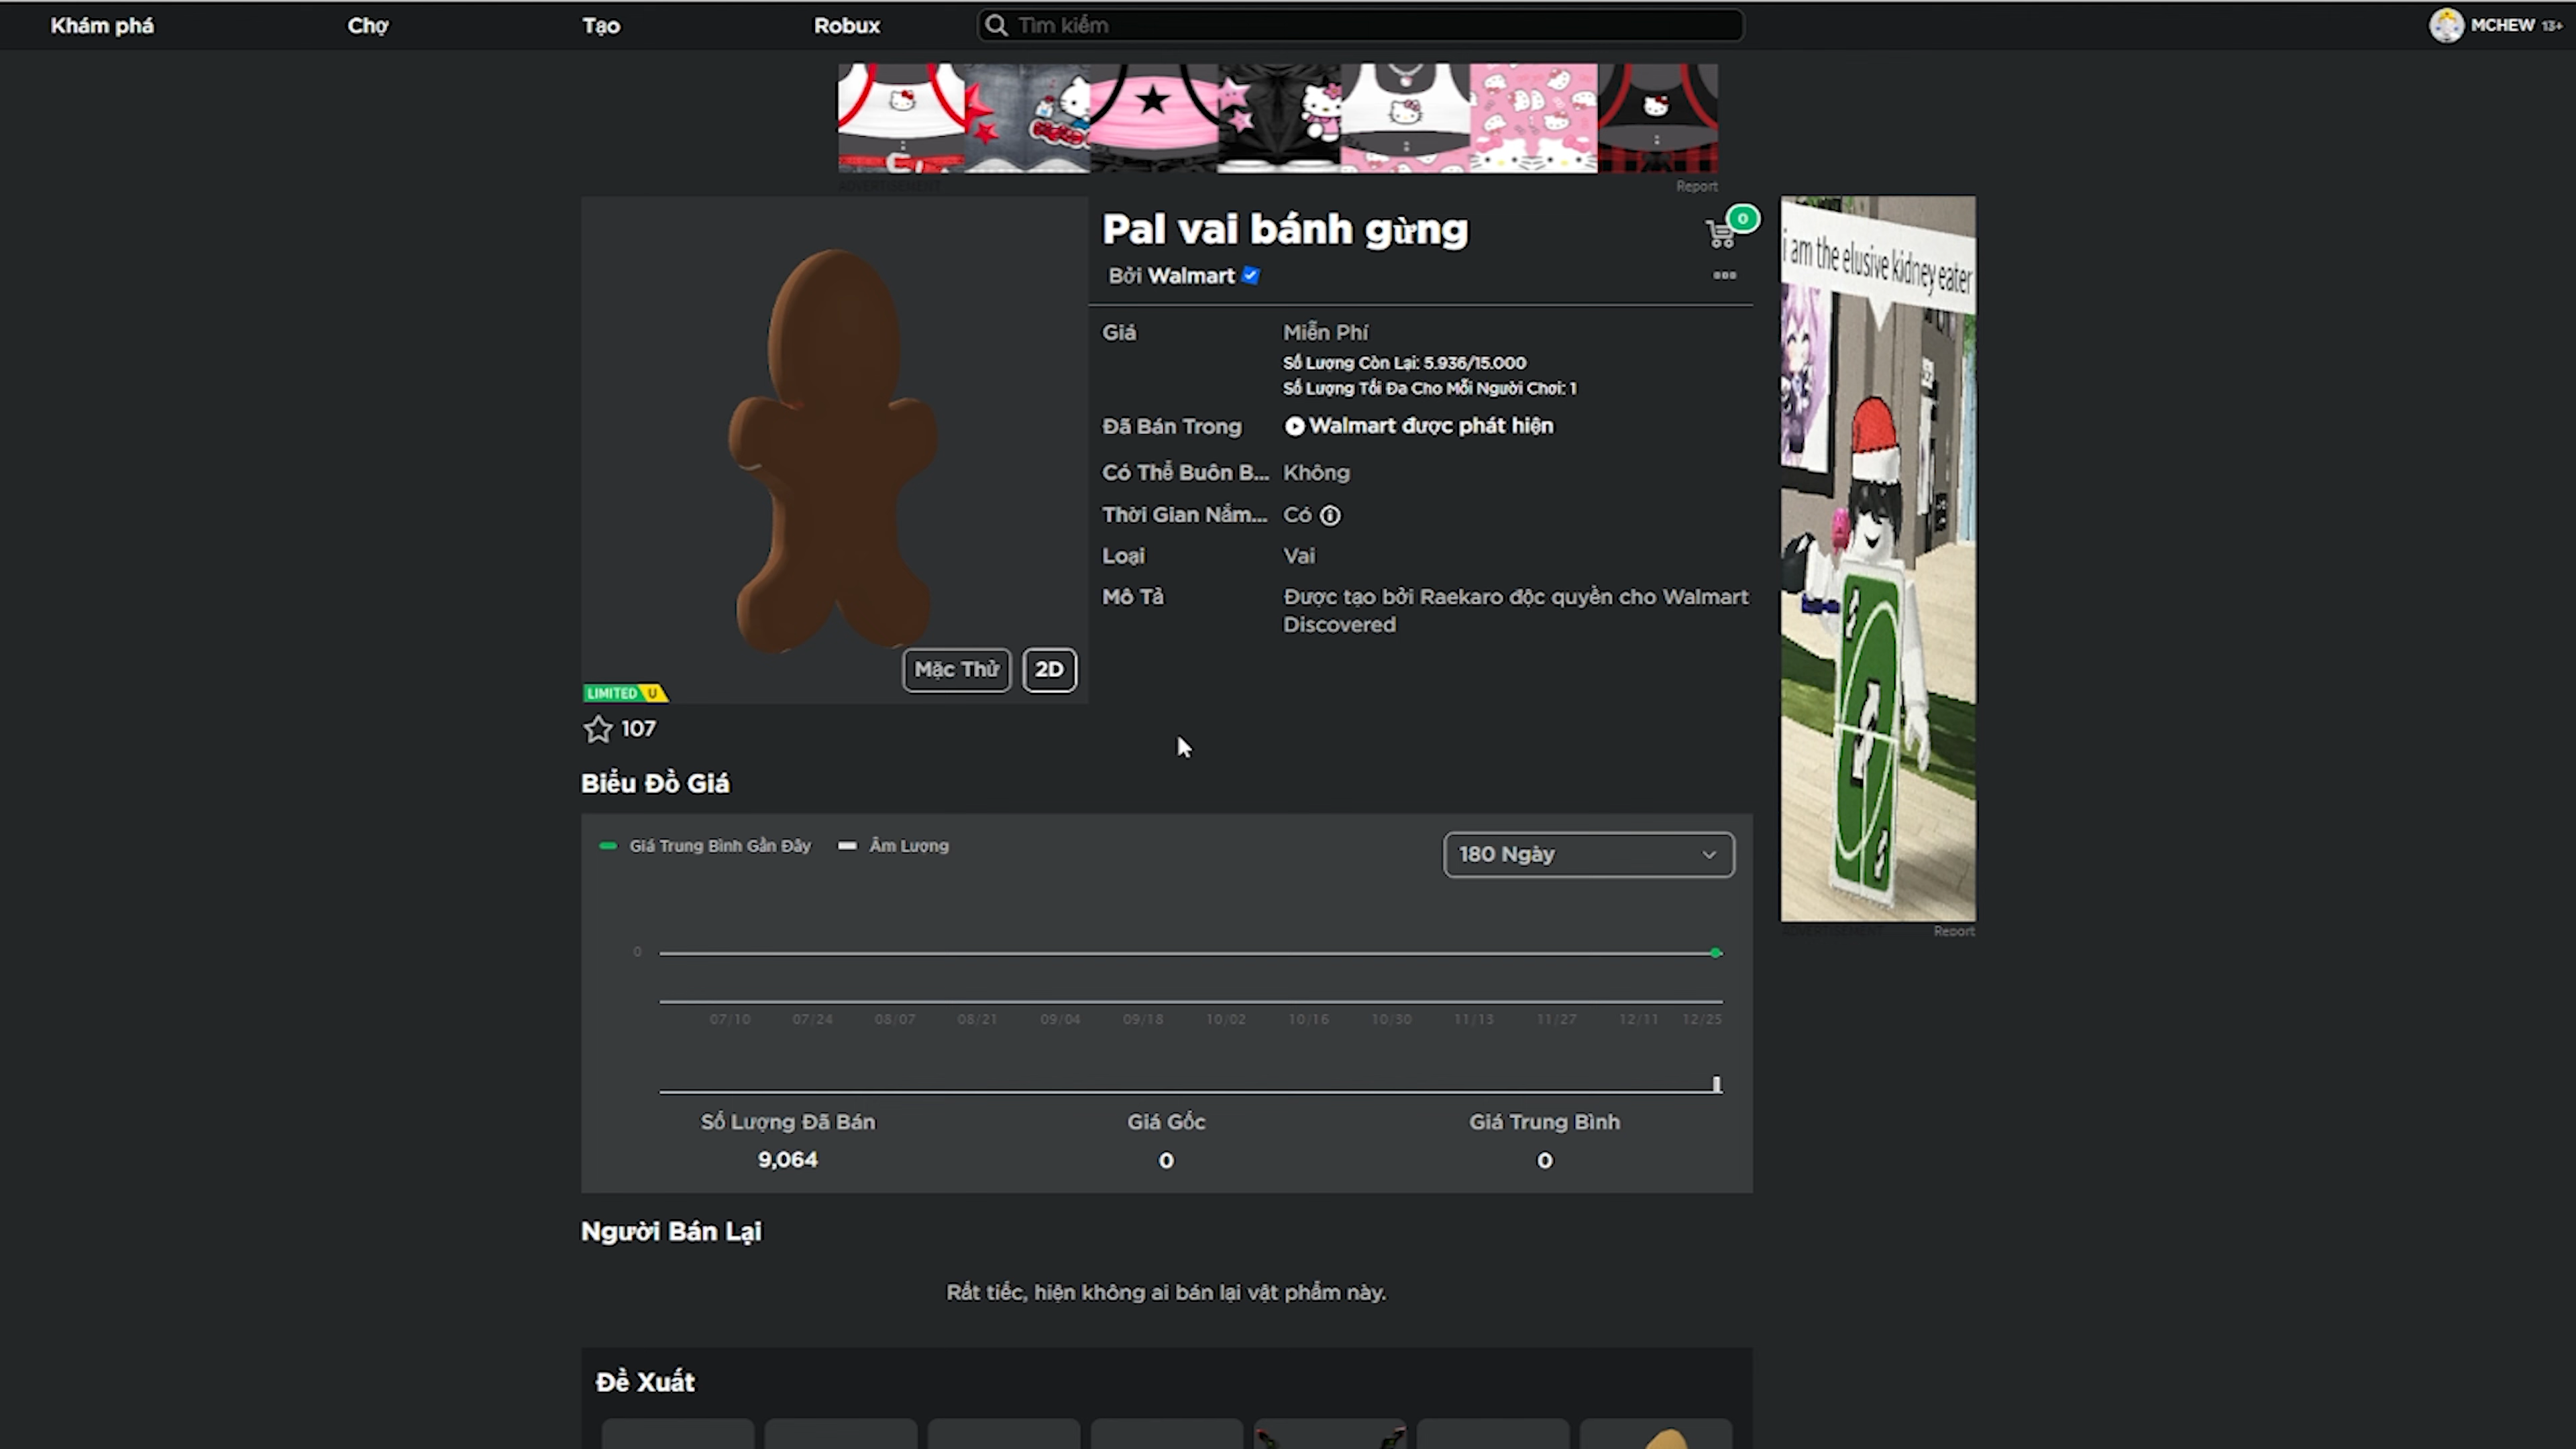 Khám phá
Chợ
Tạo
Robux
Tìm kiếm
MCHEW 13+
ADVERTISEMENT
Report
Pal vai bánh gừng
0
Bởi Walmart
Giá
Miễn Phí
Số Lượng Còn Lại: 5.936/15.000
Số Lượng Tối Đa Cho Mỗi Người Chơi: 1
Đã Bán Trong
Walmart được phát hiện
Có Thể Buôn B...
Không
Thời Gian Nắm...
Có
Loại
Vai
Mô Tả
Được tạo bởi Raekaro độc quyền cho Walmart
Discovered
Mặc Thử
2D
LIMITED U
107
i am the elusive kidney eater
ADVERTISEMENT
Report
Biểu Đồ Giá
Giá Trung Bình Gần Đây
Âm Lượng
180 Ngày
0
07/10 07/24 08/07 08/21 09/04 09/18 10/02 10/16 10/30 11/13 11/27 12/11 12/25
Số Lượng Đã Bán
9,064
Giá Gốc
0
Giá Trung Bình
0
Người Bán Lại
Rất tiếc, hiện không ai bán lại vật phẩm này.
Đề Xuất